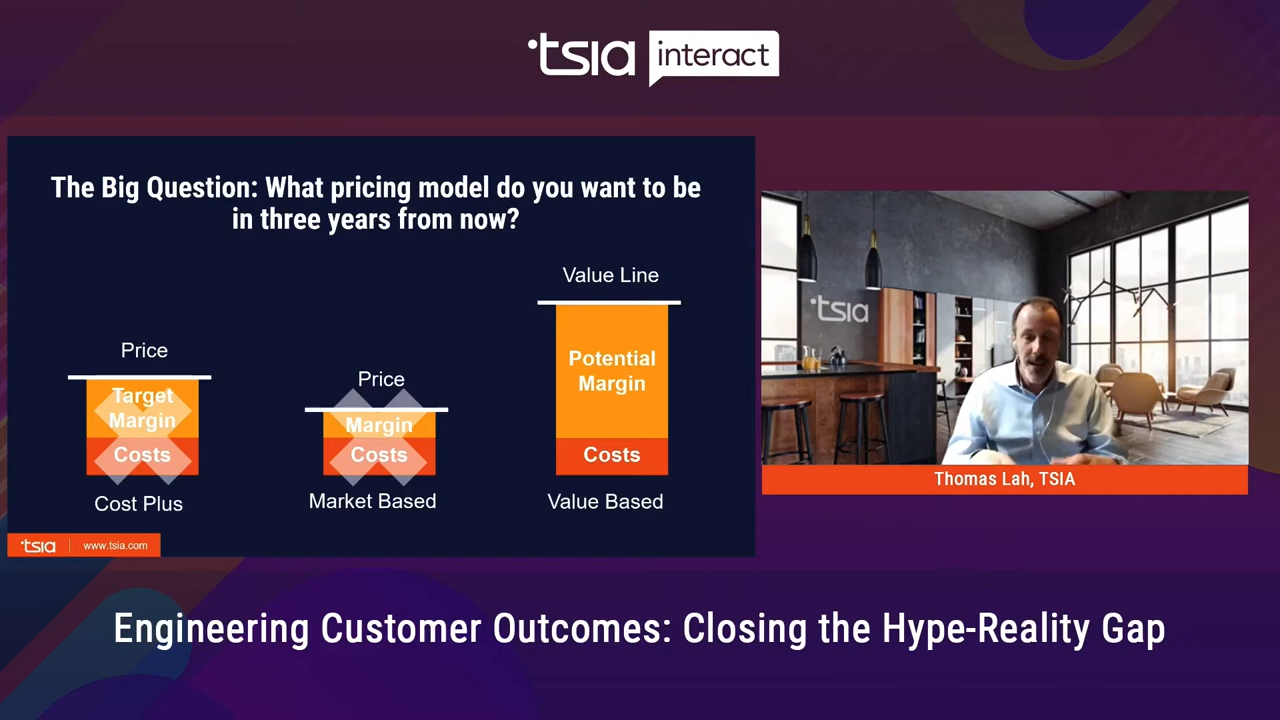 tsia interact
The Big Question: What pricing model do you want to be
in three years from now?
Price
Target
Margin
Costs
Cost Plus
Price
Margin
Costs
Market Based
Value Line
Potential
Margin
Costs
Value Based
tsia
www.tsia.com
tsia
Thomas Lah, TSIA
Engineering Customer Outcomes: Closing the Hype-Reality Gap